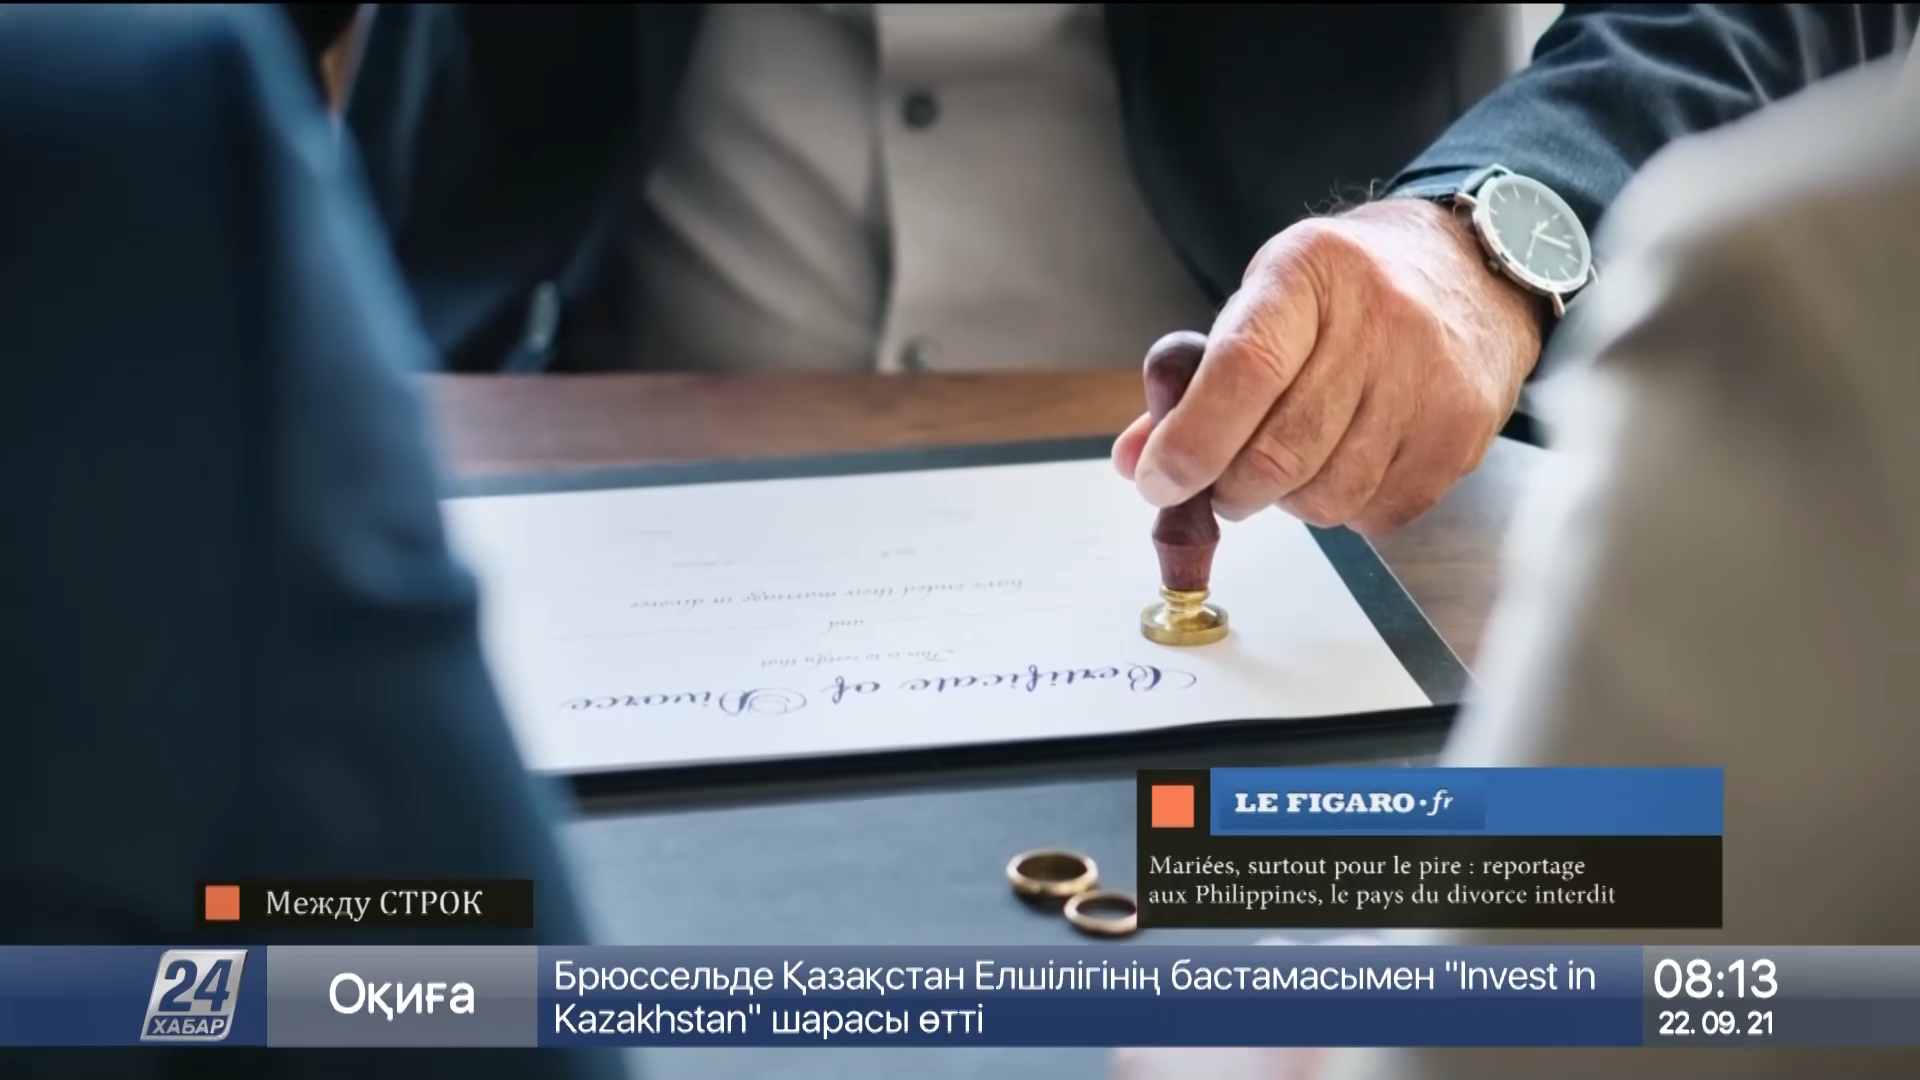 have ended their marriage in divorce
and
This is to certify that
Certificate of Divorce
LE FIGARO·fr
Mariées, surtout pour le pire : reportage
aux Philippines, le pays du divorce interdit
Между СТРОК
24
ХАБАР
Оқиға
Брюссельде Қазақстан Елшілігінің бастамасымен "Invest in
Kazakhstan" шарасы өтті
08:13
22. 09. 21